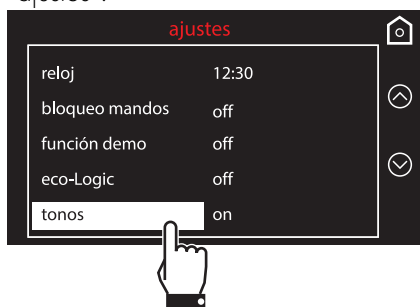 ajustes
reloj 12:30
bloqueo mandos off
función demo off
eco-Logic off
tonos on